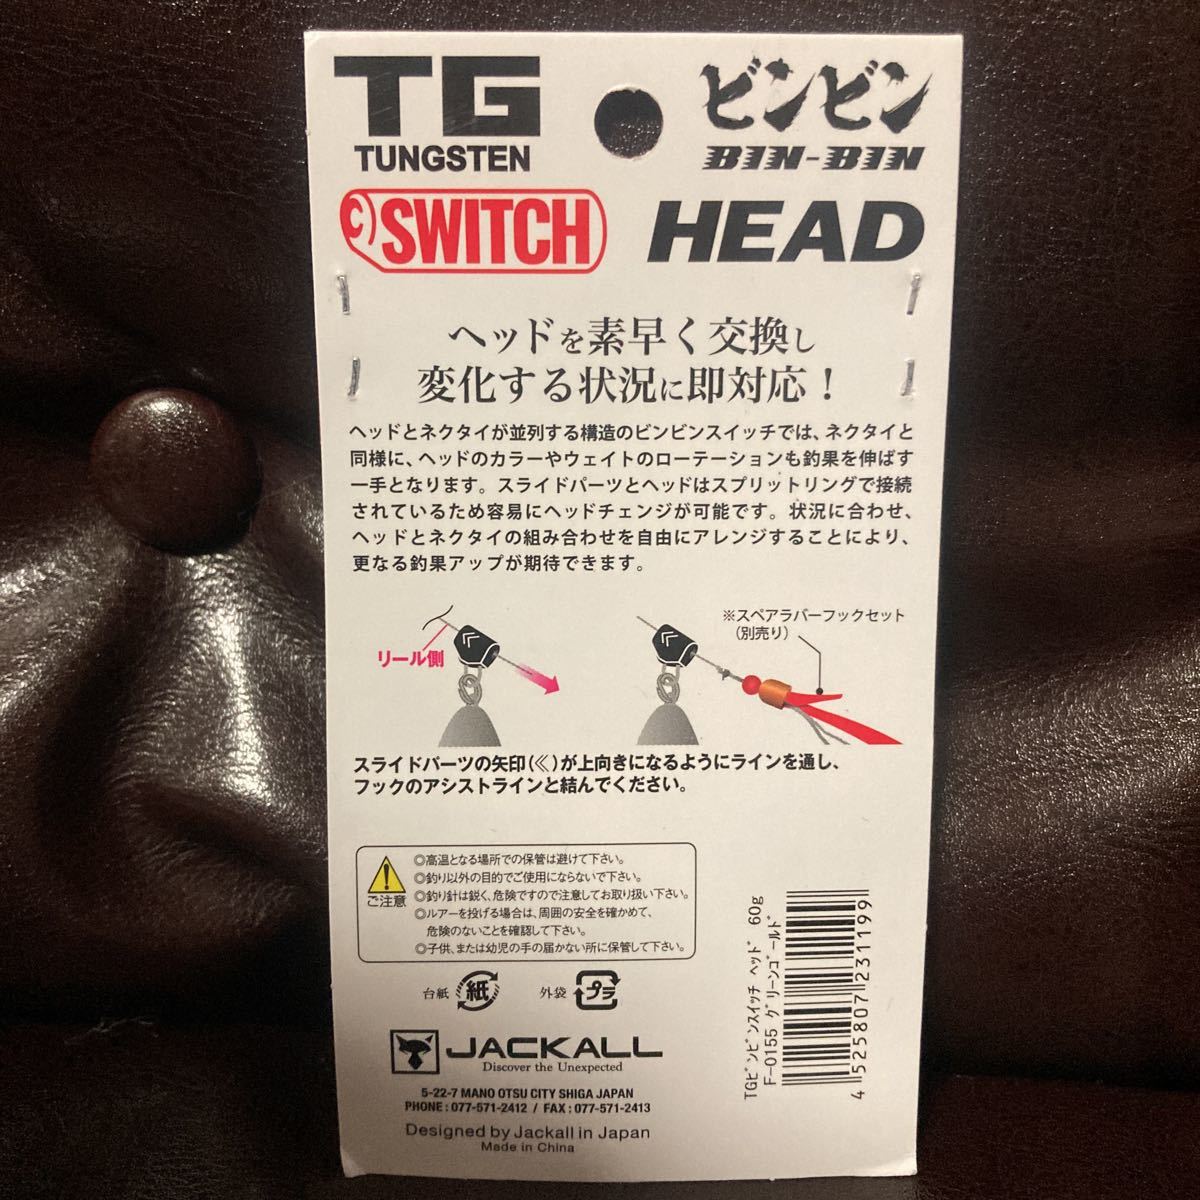 TG
TUNGSTEN
ビンビン
BIN-BIN
SWITCH
HEAD
ヘッドを素早く交換し
変化する状況に即対応！
ヘッドとネクタイが並列する構造のビンビンスイッチでは、ネクタイと
同様に、ヘッドのカラーやウェイトのローテーションも釣果を伸ばす
一手となります。スライドパーツとヘッドはスプリットリングで接続
されているため容易にヘッドチェンジが可能です。状況に合わせ、
ヘッドとネクタイの組み合わせを自由にアレンジすることにより、
更なる釣果アップが期待できます。
リール側
※スペアラバーフックセット
（別売り）
スライドパーツの矢印（≪）が上向きになるようにラインを通し、
フックのアシストラインと結んでください。
ご注意
◎高温となる場所での保管は避けて下さい。
◎釣り以外の目的でご使用にならないで下さい。
◎釣り針は鋭く、危険ですので注意してお取り扱い下さい。
◎ルアーを投げる場合は、周囲の安全を確かめて、
危険のないことを確認して下さい。
◎子供、または幼児の手の届かない所に保管して下さい。
台紙 紙
外袋 プラ
JACKALL
Discover the Unexpected
5-22-7 MANO OTSU CITY SHIGA JAPAN
PHONE : 077-571-2412 / FAX : 077-571-2413
Designed by Jackall in Japan
Made in China
TGﾋﾞﾝﾋﾞﾝｽｲｯﾁ ﾍｯﾄﾞ 60g
F-0155 ｸﾞﾘｰﾝｺﾞｰﾙﾄﾞ
4 525807 231199